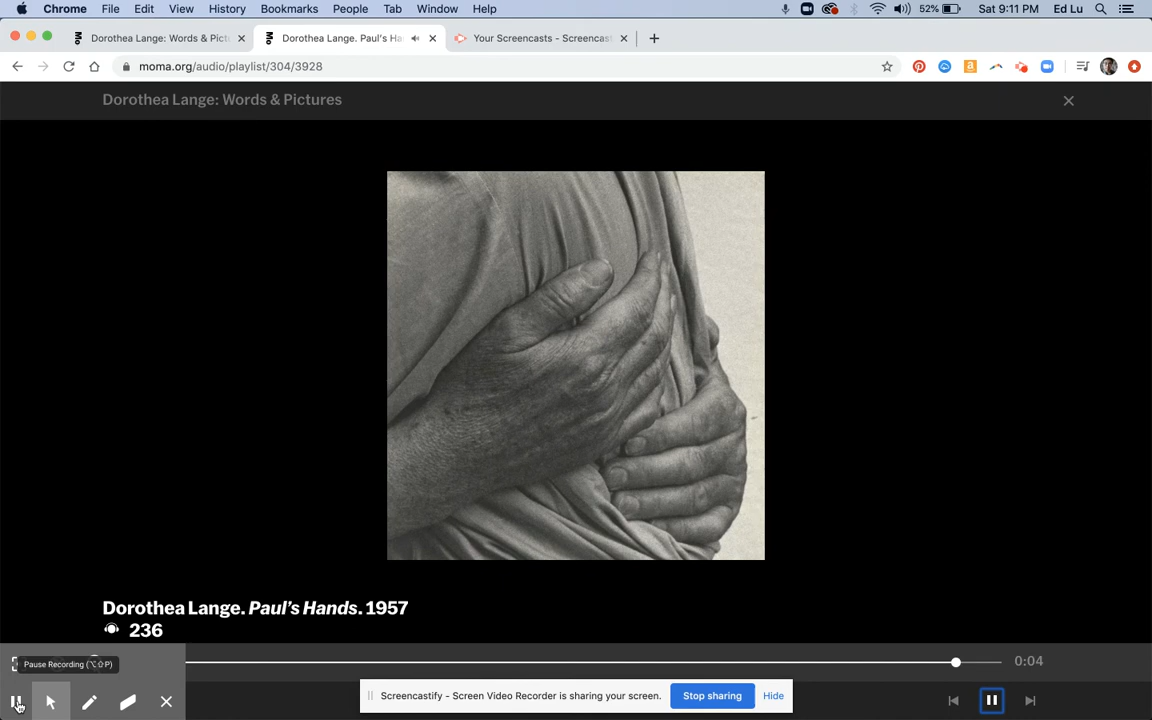 Chrome File Edit View History Bookmarks People Tab Window Help 52% Sat 9:11 PM Ed Lu
Dorothea Lange: Words & Pict Dorothea Lange. Paul's Ha Your Screencasts - Screencast
moma.org/audio/playlist/304/3928
Dorothea Lange: Words & Pictures
Dorothea Lange. Paul's Hands. 1957
236
Pause Recording (⌥⇧P)
0:04
Screencastify - Screen Video Recorder is sharing your screen. Stop sharing Hide